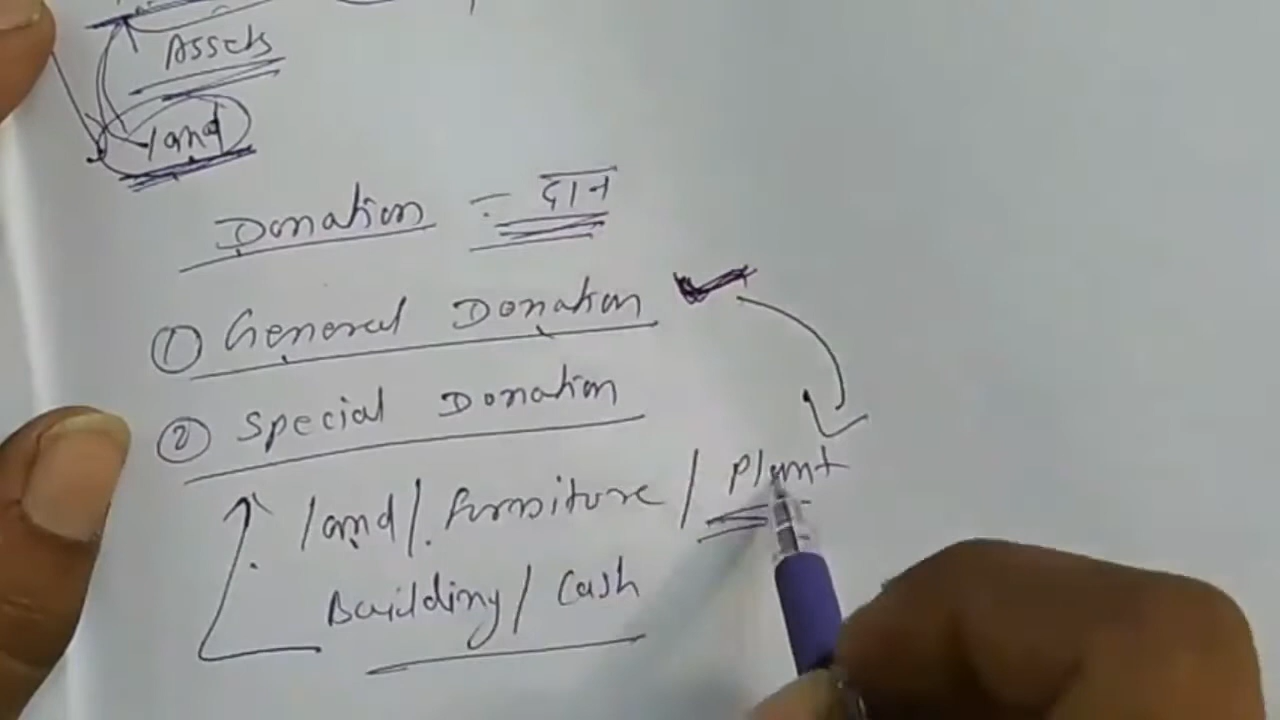 Assets
land
Donation - दान
① General Donation
② Special Donation
land / furniture / Plant
Building / Cash